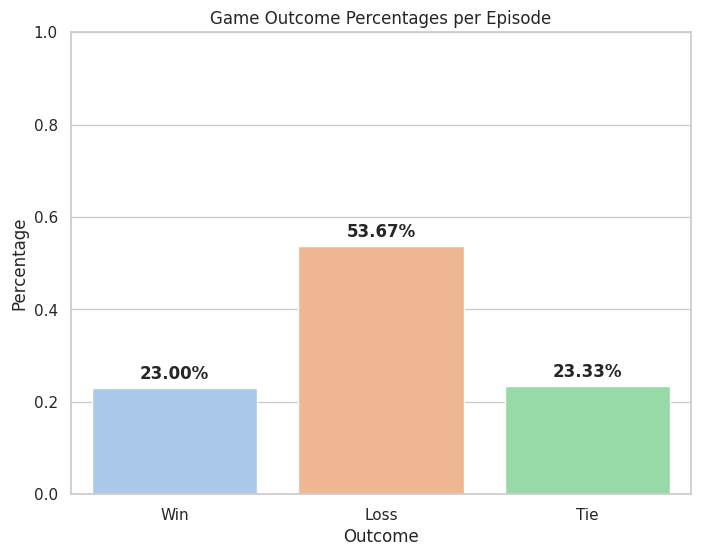 Game Outcome Percentages per Episode
1.0
0.8
0.6
0.4
0.2
0.0
Percentage
23.00%
53.67%
23.33%
Win
Loss
Tie
Outcome